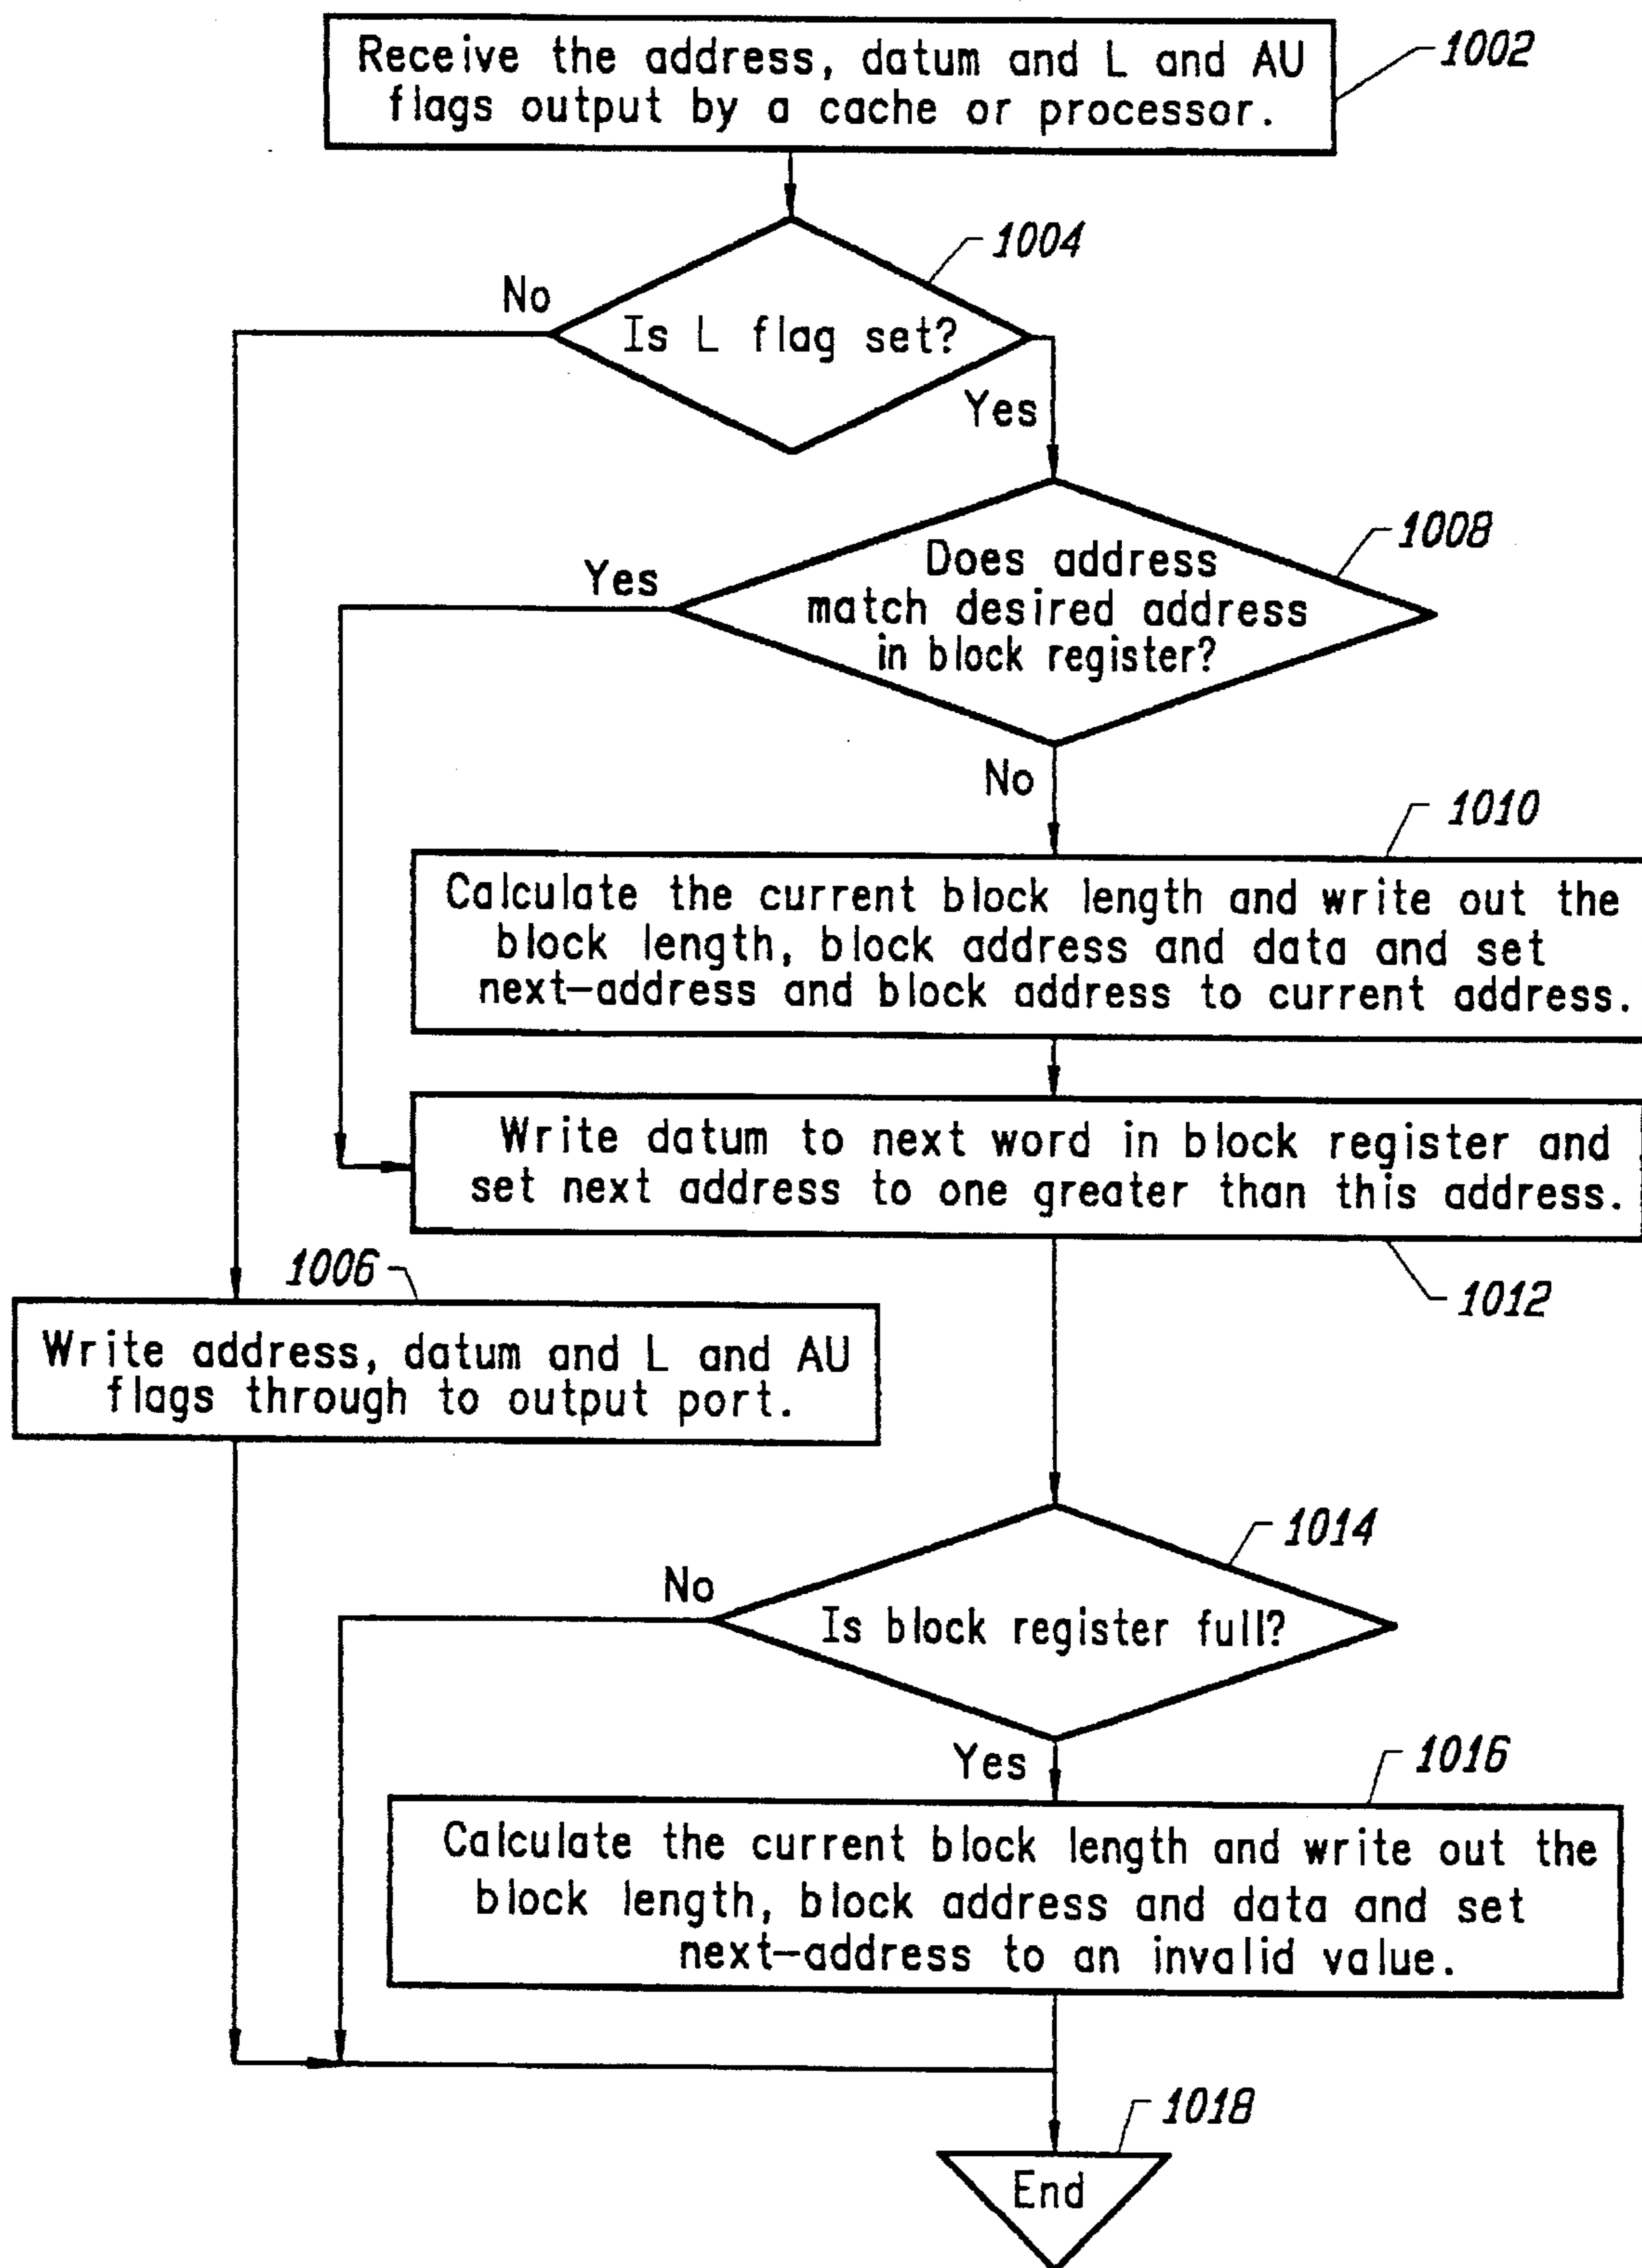 Receive the address, datum and L and AU
flags output by a cache or processor.
1002
1004
No
Is L flag set?
Yes
1008
Yes
Does address
match desired address
in block register?
No
1010
Calculate the current block length and write out the
block length, block address and data and set
next-address and block address to current address.
Write datum to next word in block register and
set next address to one greater than this address.
1006
1012
Write address, datum and L and AU
flags through to output port.
1014
No
Is block register full?
Yes
1016
Calculate the current block length and write out the
block length, block address and data and set
next-address to an invalid value.
1018
End